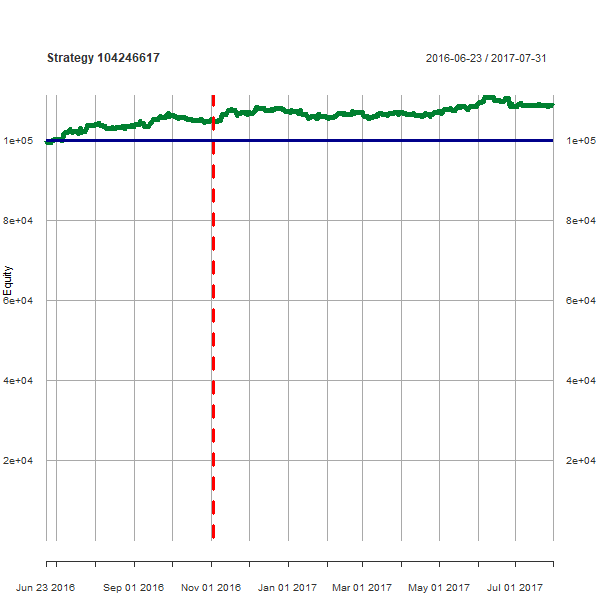 Strategy 104246617
2016-06-23 / 2017-07-31
1e+05
1e+05
8e+04
8e+04
Equity
6e+04
6e+04
4e+04
4e+04
2e+04
2e+04
Jun 23 2016
Sep 01 2016
Nov 01 2016
Jan 01 2017
Mar 01 2017
May 01 2017
Jul 01 2017